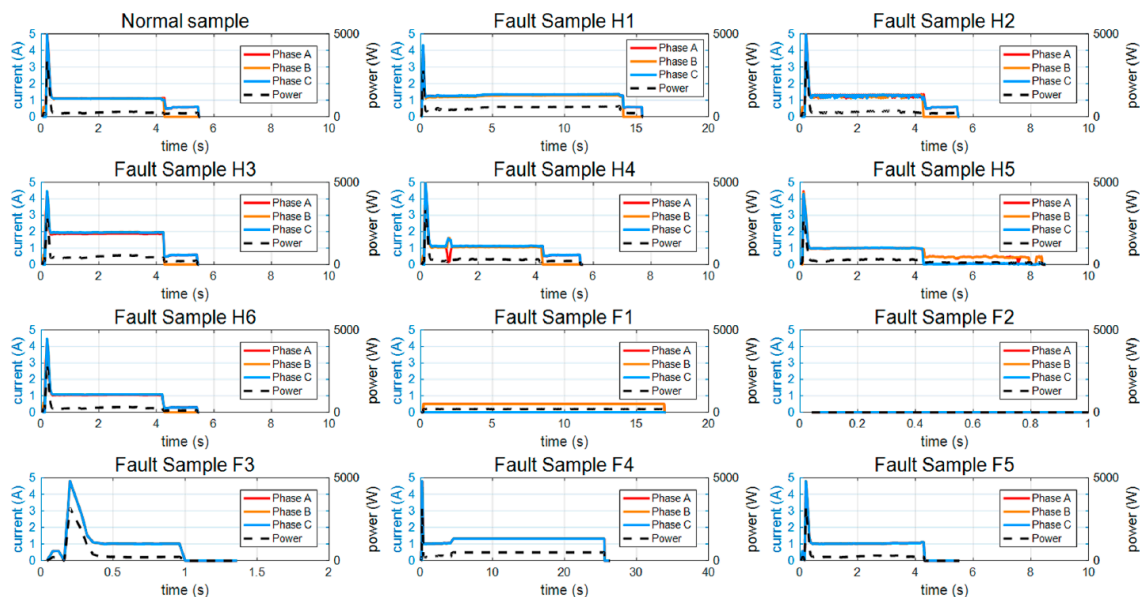 Normal sample
current (A)
5
4
3
2
1
0
5000
0
power (W)
Phase A
Phase B
Phase C
Power
0 2 4 6 8 10
time (s)
Fault Sample H1
current (A)
5
4
3
2
1
0
5000
0
power (W)
Phase A
Phase B
Phase C
Power
0 5 10 15 20
time (s)
Fault Sample H2
current (A)
5
4
3
2
1
0
5000
0
power (W)
Phase A
Phase B
Phase C
Power
0 2 4 6 8 10
time (s)
Fault Sample H3
current (A)
5
4
3
2
1
0
5000
0
power (W)
Phase A
Phase B
Phase C
Power
0 2 4 6 8 10
time (s)
Fault Sample H4
current (A)
5
4
3
2
1
0
5000
0
power (W)
Phase A
Phase B
Phase C
Power
0 2 4 6 8 10
time (s)
Fault Sample H5
current (A)
5
4
3
2
1
0
5000
0
power (W)
Phase A
Phase B
Phase C
Power
0 2 4 6 8 10
time (s)
Fault Sample H6
current (A)
5
4
3
2
1
0
5000
0
power (W)
Phase A
Phase B
Phase C
Power
0 2 4 6 8 10
time (s)
Fault Sample F1
current (A)
5
4
3
2
1
0
5000
0
power (W)
Phase A
Phase B
Phase C
Power
0 5 10 15 20
time (s)
Fault Sample F2
current (A)
5
4
3
2
1
0
5000
0
power (W)
Phase A
Phase B
Phase C
Power
0 0.2 0.4 0.6 0.8 1
time (s)
Fault Sample F3
current (A)
5
4
3
2
1
0
5000
0
power (W)
Phase A
Phase B
Phase C
Power
0 0.5 1 1.5 2
time (s)
Fault Sample F4
current (A)
5
4
3
2
1
0
5000
0
power (W)
Phase A
Phase B
Phase C
Power
0 10 20 30 40
time (s)
Fault Sample F5
current (A)
5
4
3
2
1
0
5000
0
power (W)
Phase A
Phase B
Phase C
Power
0 2 4 6 8 10
time (s)